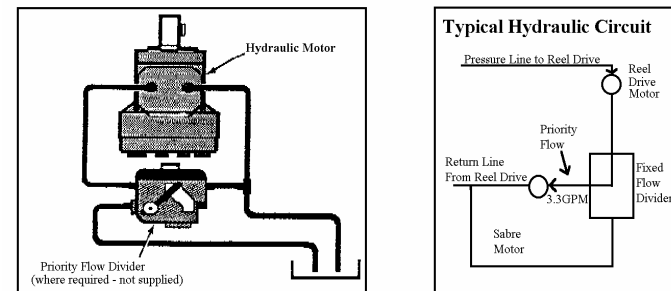 Hydraulic Motor
Priority Flow Divider
(where required - not supplied)
Typical Hydraulic Circuit
Pressure Line to Reel Drive
Reel
Drive
Motor
Priority
Flow
Return Line
From Reel Drive
3.3GPM
Fixed
Flow
Divider
Sabre
Motor